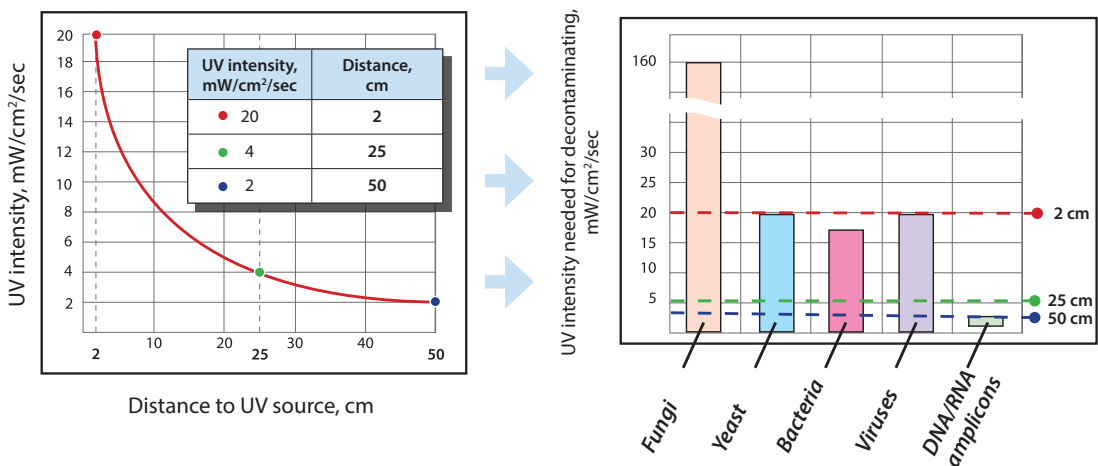 UV intensity, mW/cm²/sec
20
18
16
14
12
10
8
6
4
2
2
10
20
25
30
40
50
Distance to UV source, cm
UV intensity,
mW/cm²/sec
Distance,
cm
20
2
4
25
2
50
UV intensity needed for decontaminating,
mW/cm²/sec
160
30
20
15
10
5
2 cm
25 cm
50 cm
Fungi
Yeast
Bacteria
Viruses
DNA/RNA
amplicons